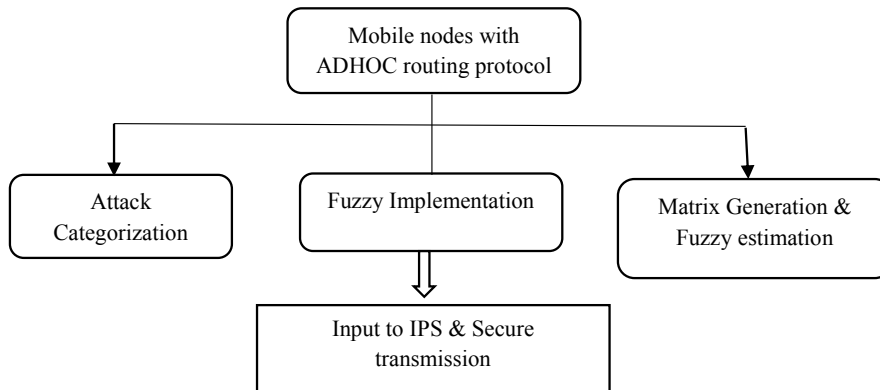 Mobile nodes with
ADHOC routing protocol
Attack
Categorization
Fuzzy Implementation
Matrix Generation &
Fuzzy estimation
Input to IPS & Secure
transmission